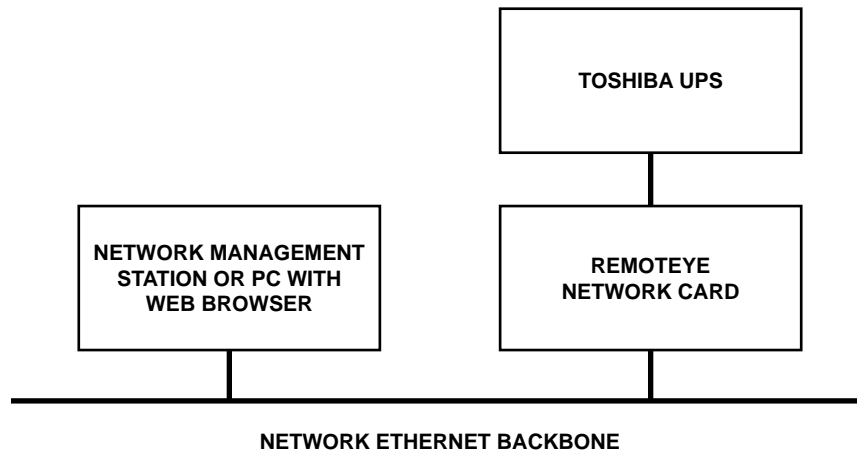 TOSHIBA UPS
NETWORK MANAGEMENT
STATION OR PC WITH
WEB BROWSER
REMOTEYE
NETWORK CARD
NETWORK ETHERNET BACKBONE